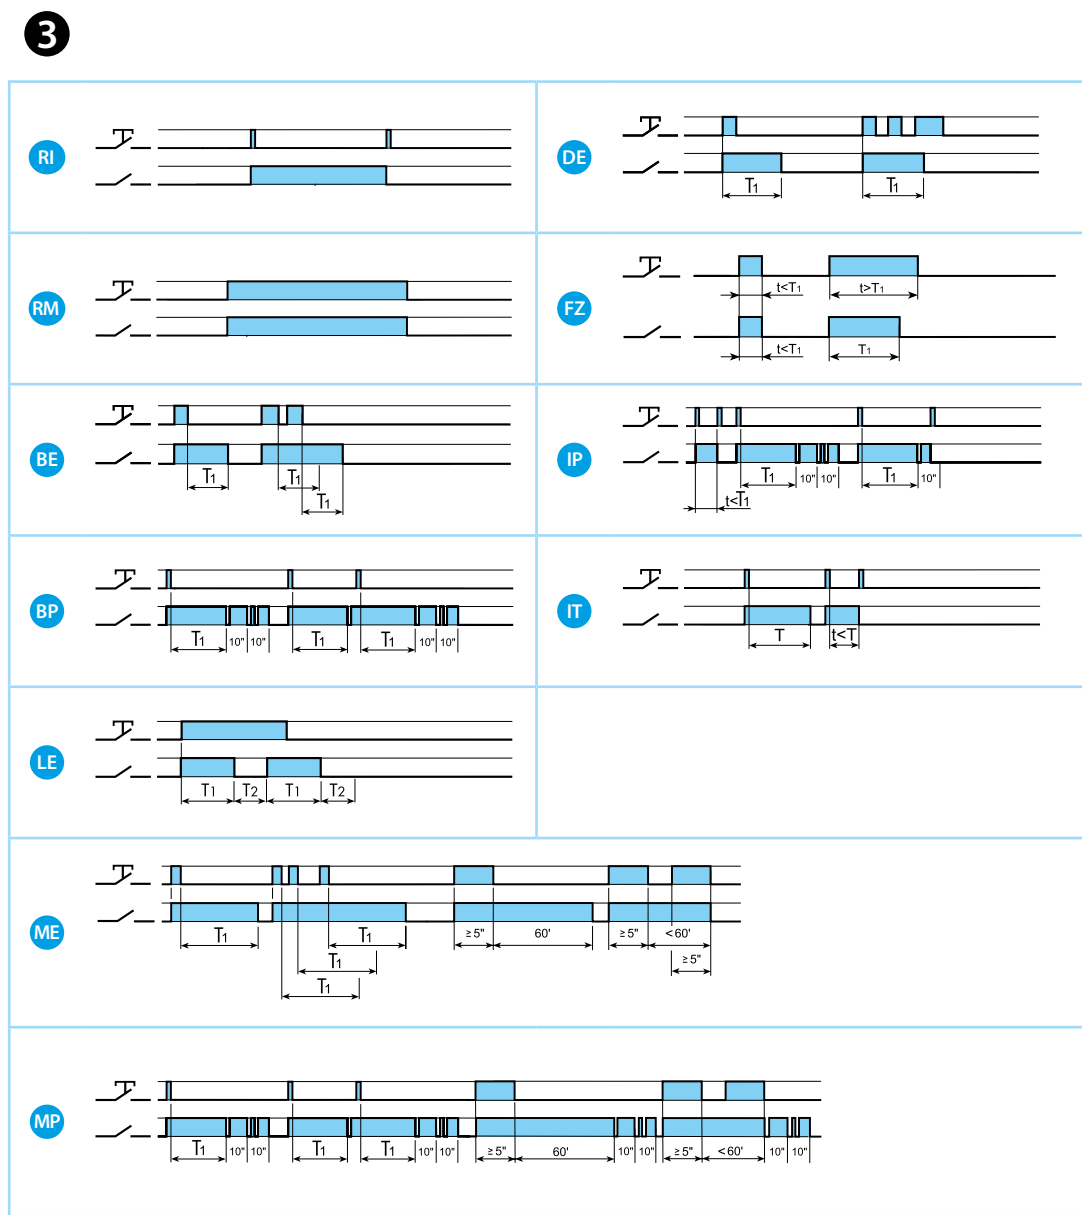 3
RI
DE
T1 T1
RM
FZ
t<T1 t>T1
t<T1 T1
BE
T1 T1
T1
IP
T1 10" 10" T1 10"
t<T1
BP
T1 10" 10" T1 T1 10" 10"
IT
T t<T
LE
T1 T2 T1 T2
ME
T1 T1 ≥5" 60' ≥5" <60'
T1 ≥5"
T1
MP
T1 10" 10" T1 T1 10" 10" ≥5" 60' 10" 10" ≥5" <60' 10" 10"